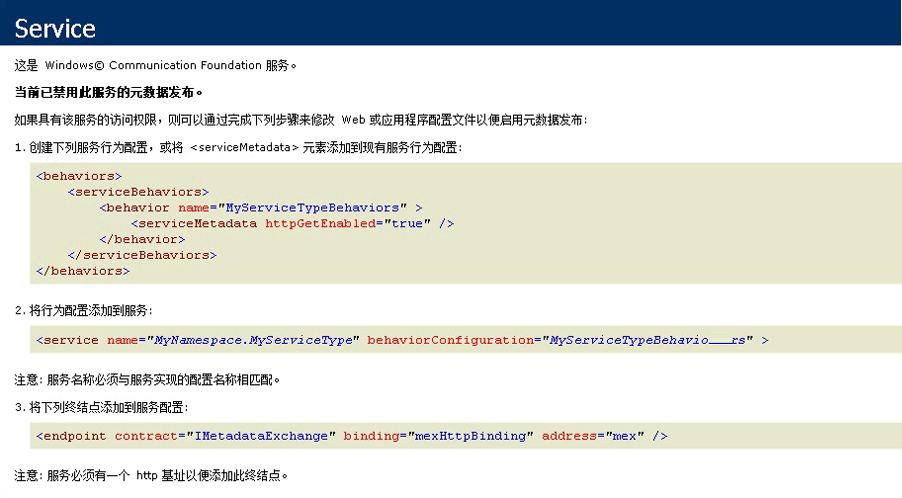 Service
这是 Windows© Communication Foundation 服务。
当前已禁用此服务的元数据发布。
如果具有该服务的访问权限，则可以通过完成下列步骤来修改 Web 或应用程序配置文件以便启用元数据发布:
1. 创建下列服务行为配置，或将 <serviceMetadata> 元素添加到现有服务行为配置:
<behaviors>
<serviceBehaviors>
<behavior name="MyServiceTypeBehaviors" >
<serviceMetadata httpGetEnabled="true" />
</behavior>
</serviceBehaviors>
</behaviors>
2. 将行为配置添加到服务:
<service name="MyNamespace.MyServiceType" behaviorConfiguration="MyServiceTypeBehavio___rs" >
注意: 服务名称必须与服务实现的配置名称相匹配。
3. 将下列终结点添加到服务配置:
<endpoint contract="IMetadataExchange" binding="mexHttpBinding" address="mex" />
注意: 服务必须有一个 http 基址以便添加此终结点。